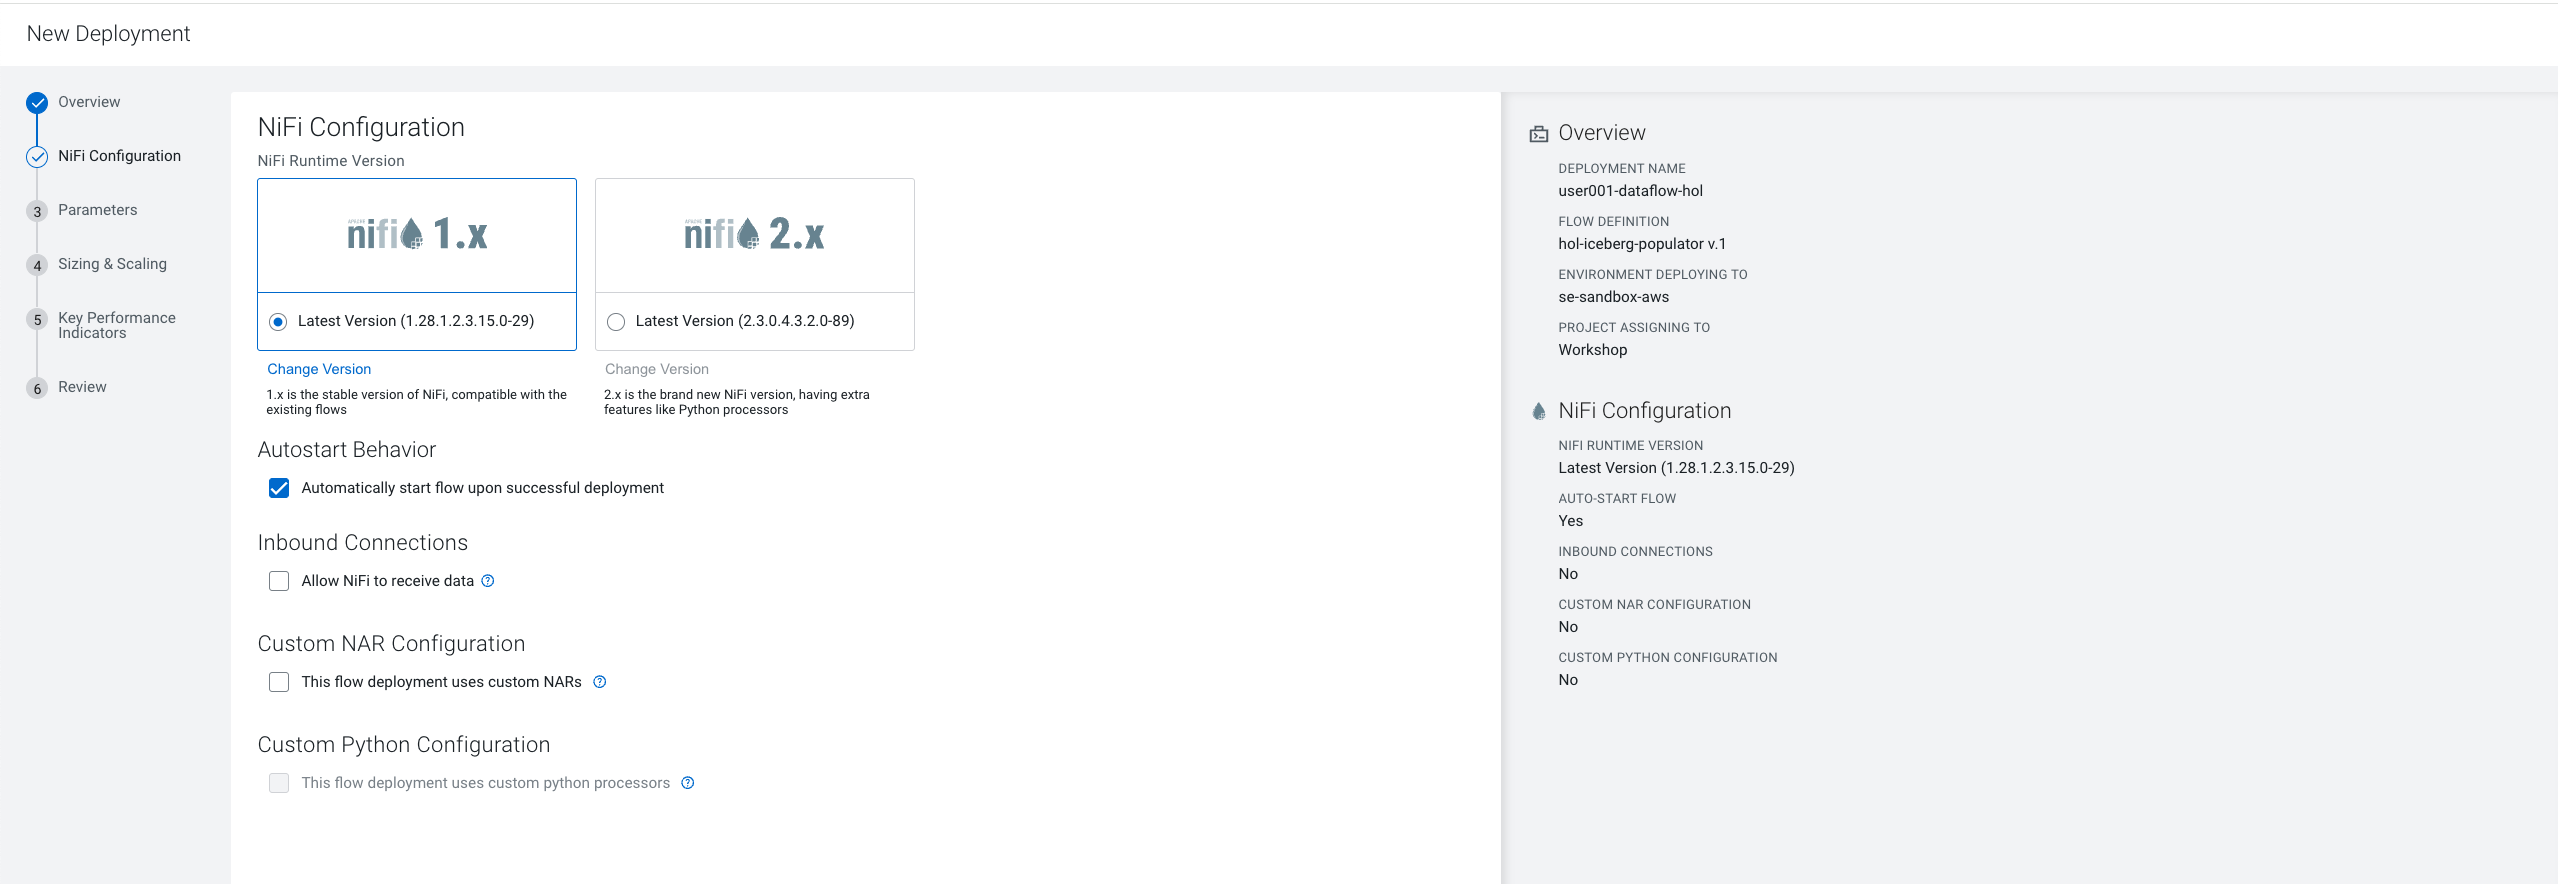 New Deployment
Overview
NiFi Configuration
3
Parameters
4
Sizing & Scaling
5
Key Performance
Indicators
6
Review
NiFi Configuration
NiFi Runtime Version
APACHE
nifi 1.x
Latest Version (1.28.1.2.3.15.0-29)
Change Version
1.x is the stable version of NiFi, compatible with the
existing flows
APACHE
nifi 2.x
Latest Version (2.3.0.4.3.2.0-89)
Change Version
2.x is the brand new NiFi version, having extra
features like Python processors
Autostart Behavior
Automatically start flow upon successful deployment
Inbound Connections
Allow NiFi to receive data ?
Custom NAR Configuration
This flow deployment uses custom NARs ?
Custom Python Configuration
This flow deployment uses custom python processors ?
Overview
DEPLOYMENT NAME
user001-dataflow-hol
FLOW DEFINITION
hol-iceberg-populator v.1
ENVIRONMENT DEPLOYING TO
se-sandbox-aws
PROJECT ASSIGNING TO
Workshop
NiFi Configuration
NIFI RUNTIME VERSION
Latest Version (1.28.1.2.3.15.0-29)
AUTO-START FLOW
Yes
INBOUND CONNECTIONS
No
CUSTOM NAR CONFIGURATION
No
CUSTOM PYTHON CONFIGURATION
No